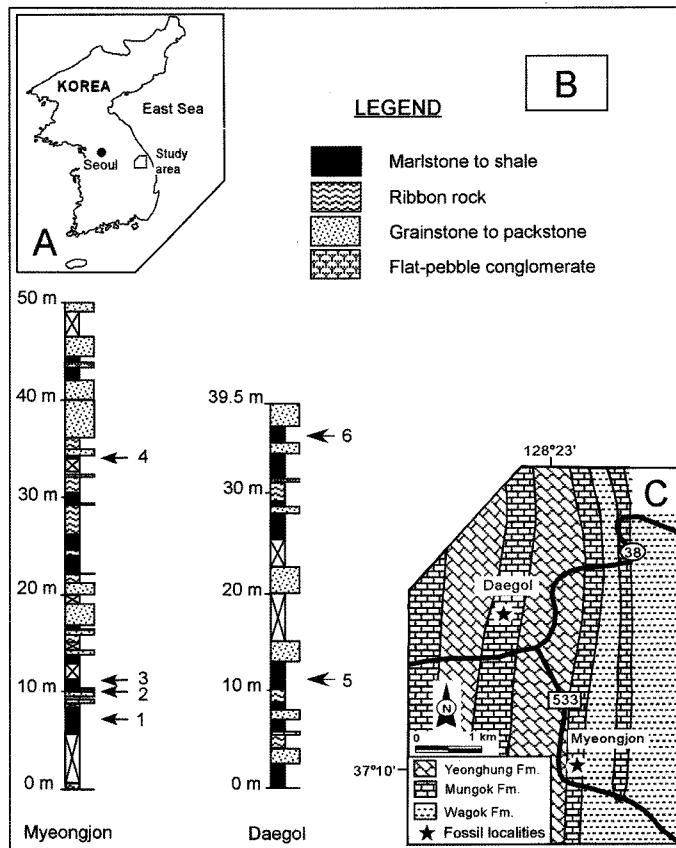 KOREA
East Sea
Seoul
Study
area
A
B
LEGEND
Marlstone to shale
Ribbon rock
Grainstone to packstone
Flat-pebble conglomerate
50 m
40 m
4
30 m
20 m
3
10 m
2
1
0 m
Myeongjon
39.5 m
6
30 m
20 m
5
10 m
0 m
Daegol
128°23'
C
38
Daegol
533
N
0 1 km
Myeongjon
37°10'
Yeonghung Fm.
Mungok Fm.
Wagok Fm.
Fossil localities